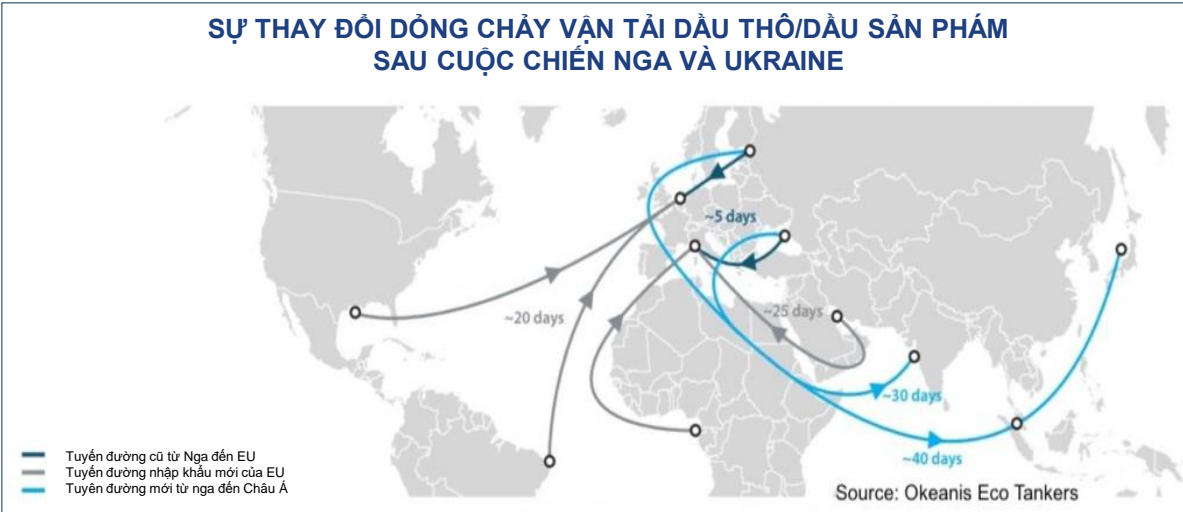 SỰ THAY ĐỔI DỎNG CHẢY VẬN TẢI DẦU THÔ/DẦU SẢN PHÁM
SAU CUỘC CHIẾN NGA VÀ UKRAINE
~5 days
~20 days
~25 days
~30 days
~40 days
Tuyến đường cũ từ Nga đến EU
Tuyến đường nhập khẩu mới của EU
Tuyên đường mới từ nga đến Châu Á
Source: Okeanis Eco Tankers